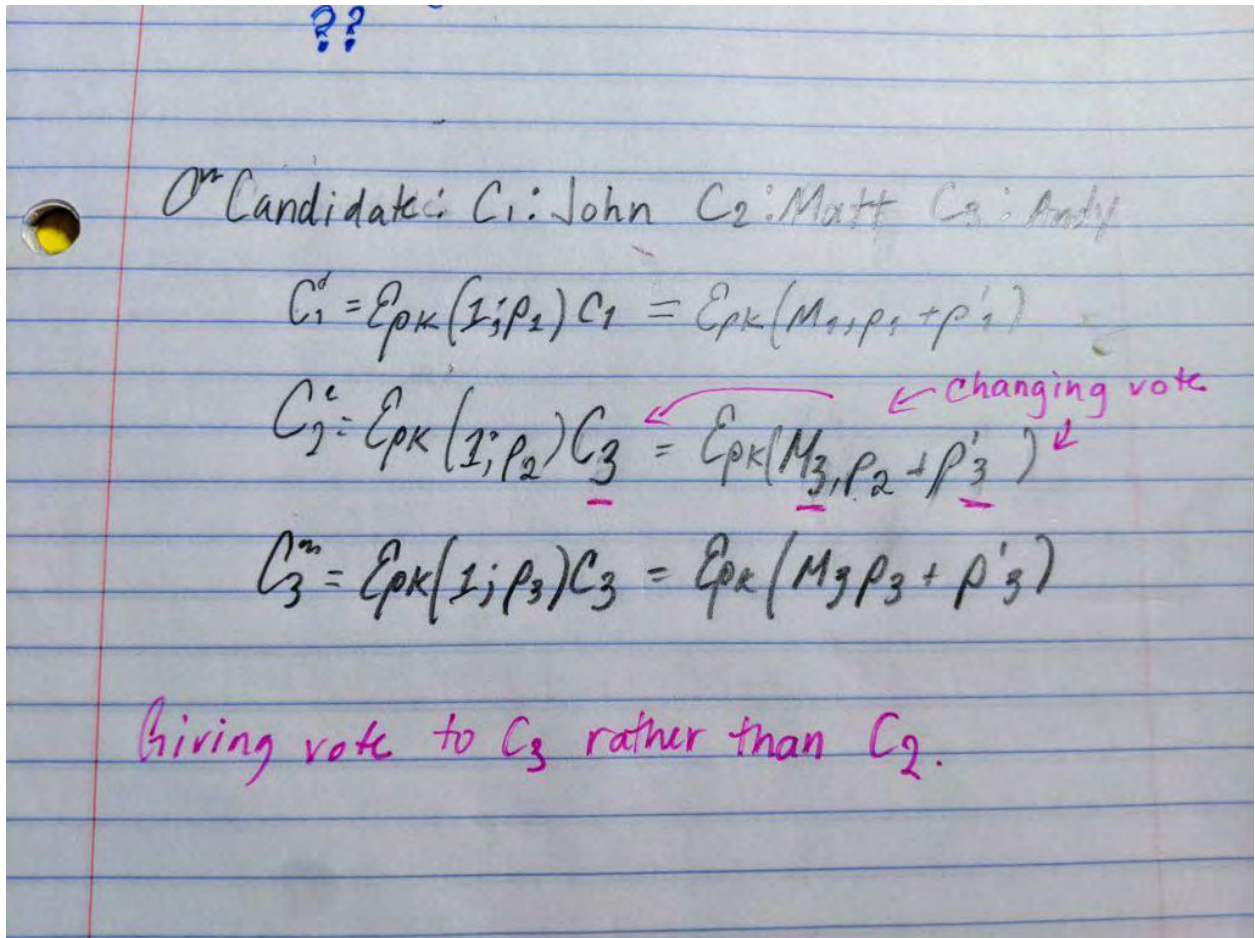 ??
Candidate: C₁: John C₂: Matt C₃: Andy
C₁ = Epk(1; ρ₁) C₁ = Epk(M₁, ρ₁ + ρ'₁)
← Changing vote
C₂ = Epk(1; ρ₂) C₃ = Epk(M₃, ρ₂ + ρ'₃)
C₃ᵐ = Epk(1; ρ₃) C₃ = Epk(M₃ ρ₃ + ρ'₃)
Giving vote to C₃ rather than C₂.